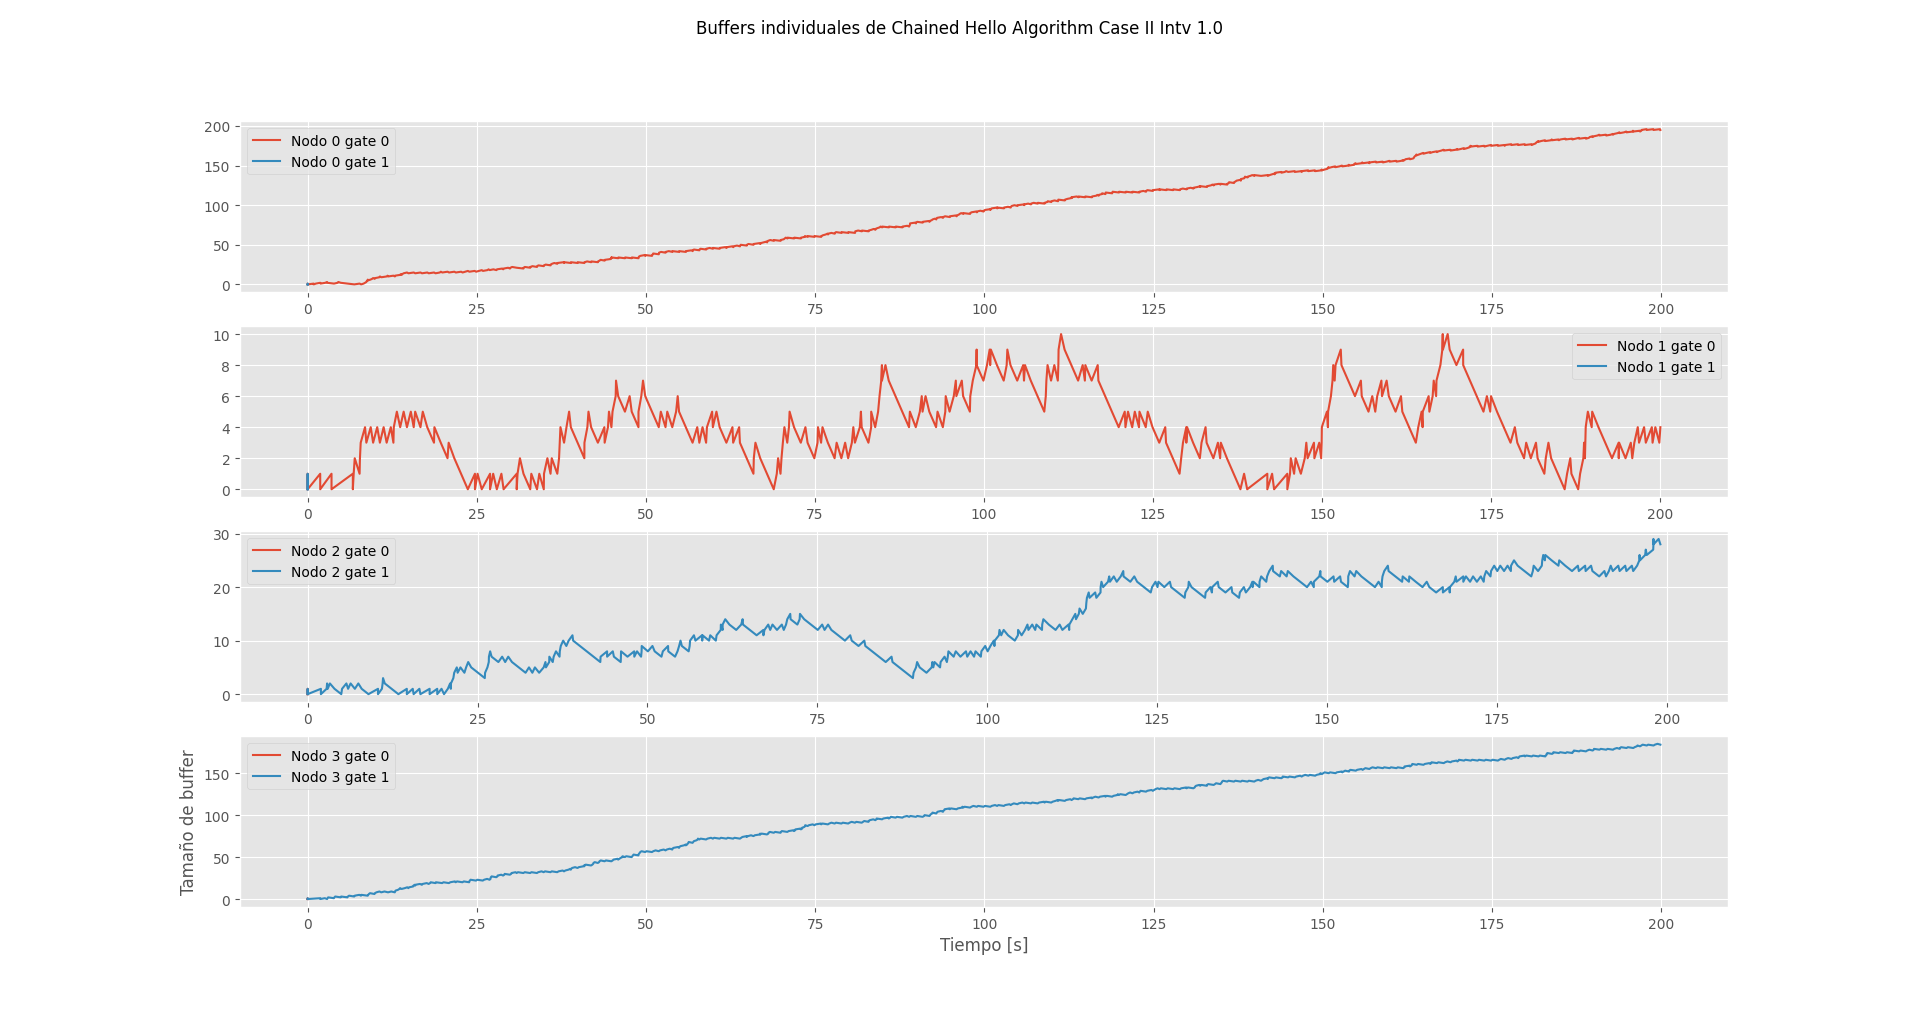 Buffers individuales de Chained Hello Algorithm Case II Intv 1.0
200
150
100
50
0
Nodo 0 gate 0
Nodo 0 gate 1
0 25 50 75 100 125 150 175 200
10
8
6
4
2
0
Nodo 1 gate 0
Nodo 1 gate 1
0 25 50 75 100 125 150 175 200
30
20
10
0
Nodo 2 gate 0
Nodo 2 gate 1
0 25 50 75 100 125 150 175 200
Tamaño de buffer
150
100
50
0
Nodo 3 gate 0
Nodo 3 gate 1
0 25 50 75 100 125 150 175 200
Tiempo [s]